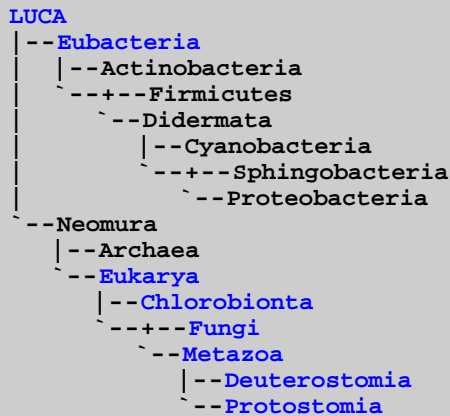 LUCA
|--Eubacteria
|  |--Actinobacteria
|  `--+--Firmicutes
|     `--Didermata
|        |--Cyanobacteria
|        `--+--Sphingobacteria
|           `--Proteobacteria
`--Neomura
   |--Archaea
   `--Eukarya
      |--Chlorobionta
      `--+--Fungi
         `--Metazoa
            |--Deuterostomia
            `--Protostomia